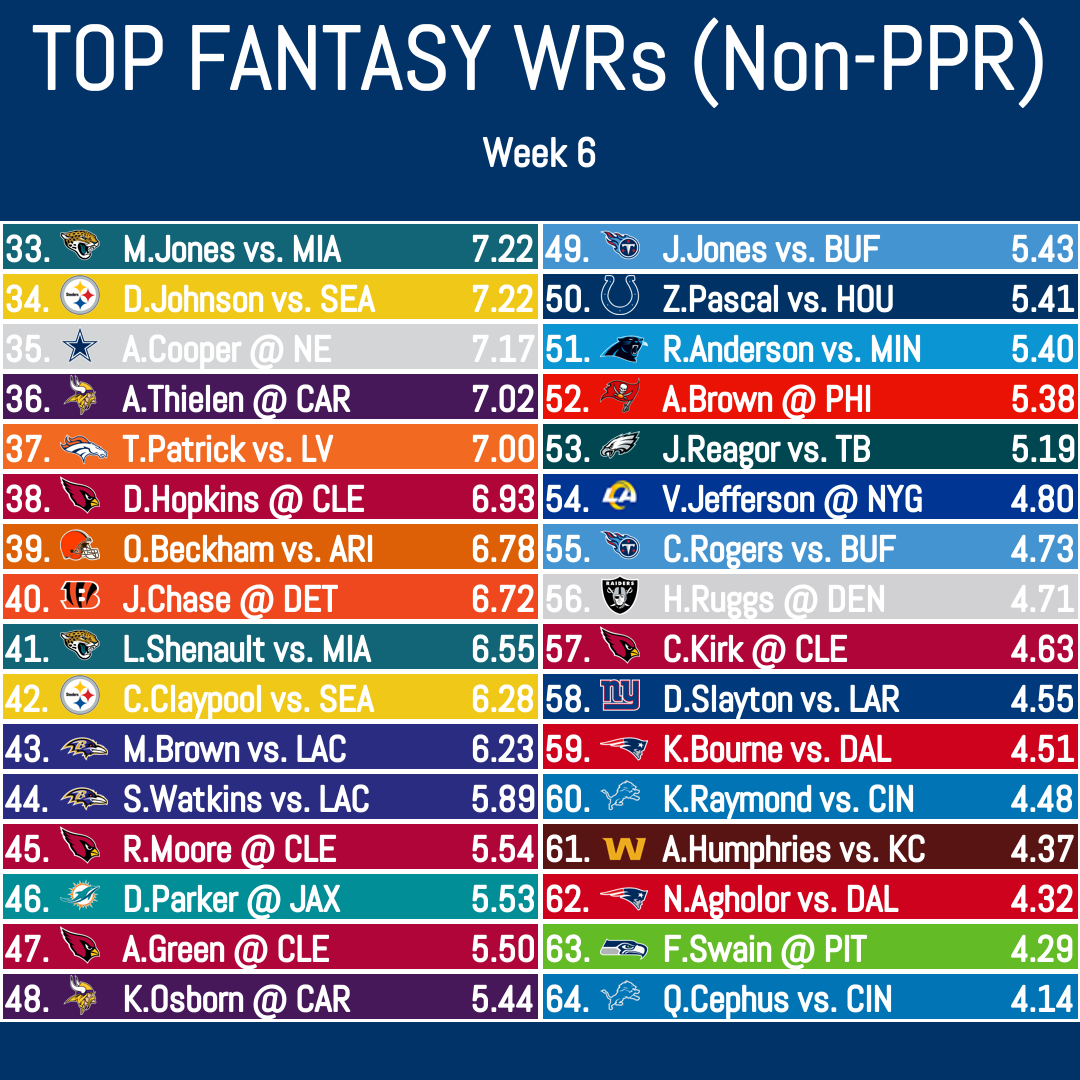 TOP FANTASY WRs (Non-PPR)
Week 6
33. M.Jones vs. MIA 7.22
34. Steelers D.Johnson vs. SEA 7.22
35. A.Cooper @ NE 7.17
36. A.Thielen @ CAR 7.02
37. T.Patrick vs. LV 7.00
38. D.Hopkins @ CLE 6.93
39. O.Beckham vs. ARI 6.78
40. B J.Chase @ DET 6.72
41. L.Shenault vs. MIA 6.55
42. Steelers C.Claypool vs. SEA 6.28
43. M.Brown vs. LAC 6.23
44. S.Watkins vs. LAC 5.89
45. R.Moore @ CLE 5.54
46. D.Parker @ JAX 5.53
47. A.Green @ CLE 5.50
48. K.Osborn @ CAR 5.44
49. T J.Jones vs. BUF 5.43
50. Z.Pascal vs. HOU 5.41
51. R.Anderson vs. MIN 5.40
52. A.Brown @ PHI 5.38
53. J.Reagor vs. TB 5.19
54. LA V.Jefferson @ NYG 4.80
55. T C.Rogers vs. BUF 4.73
56. RAIDERS H.Ruggs @ DEN 4.71
57. C.Kirk @ CLE 4.63
58. ny D.Slayton vs. LAR 4.55
59. K.Bourne vs. DAL 4.51
60. K.Raymond vs. CIN 4.48
61. W A.Humphries vs. KC 4.37
62. N.Agholor vs. DAL 4.32
63. F.Swain @ PIT 4.29
64. Q.Cephus vs. CIN 4.14